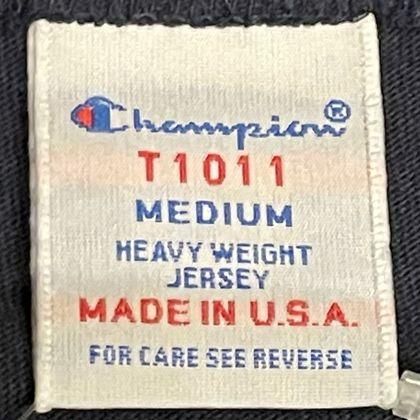 Champion®
T1011
MEDIUM
HEAVY WEIGHT
JERSEY
MADE IN U.S.A.
FOR CARE SEE REVERSE